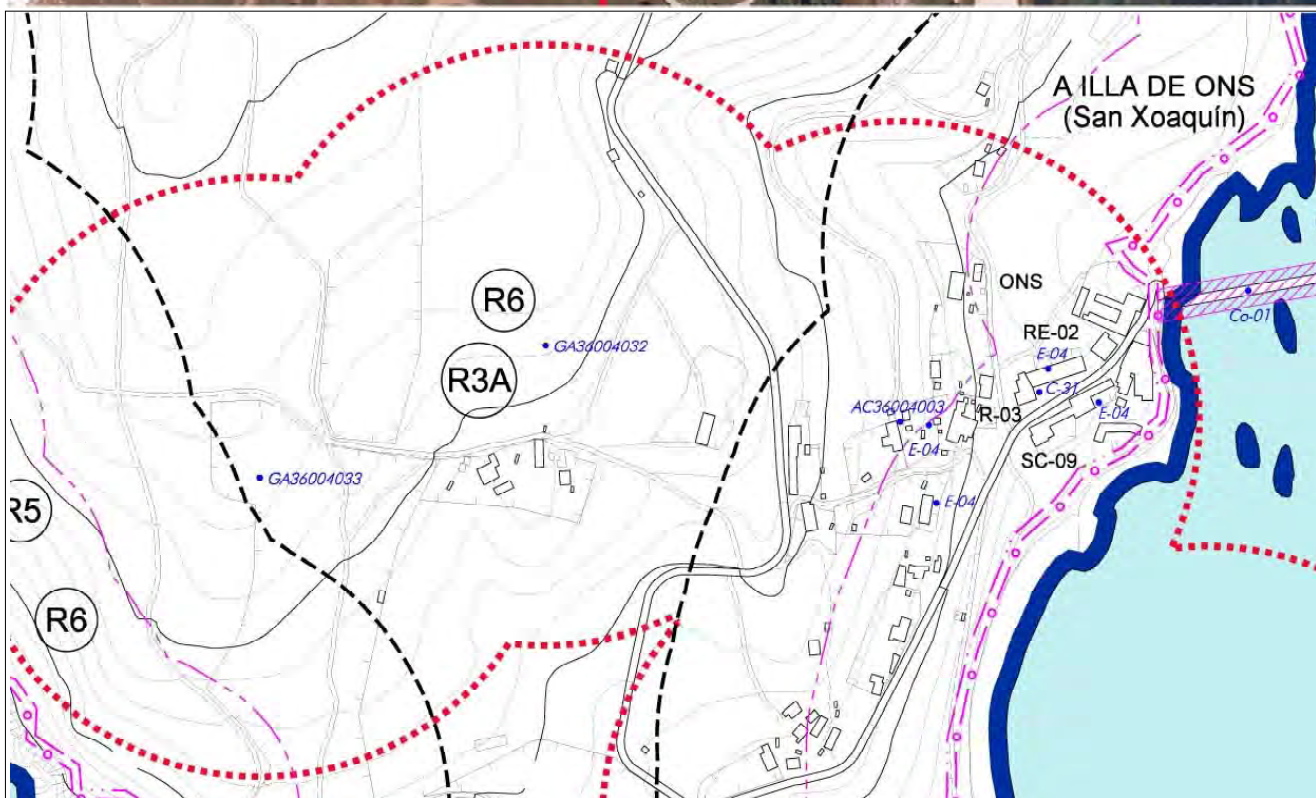 A ILLA DE ONS
(San Xoaquín)
R6
ONS
Co-01
RE-02
GA36004032
E-04
R3A
C-31
AC36004003
R-03
E-04
E-04
SC-09
GA36004033
E-04
R5
R6